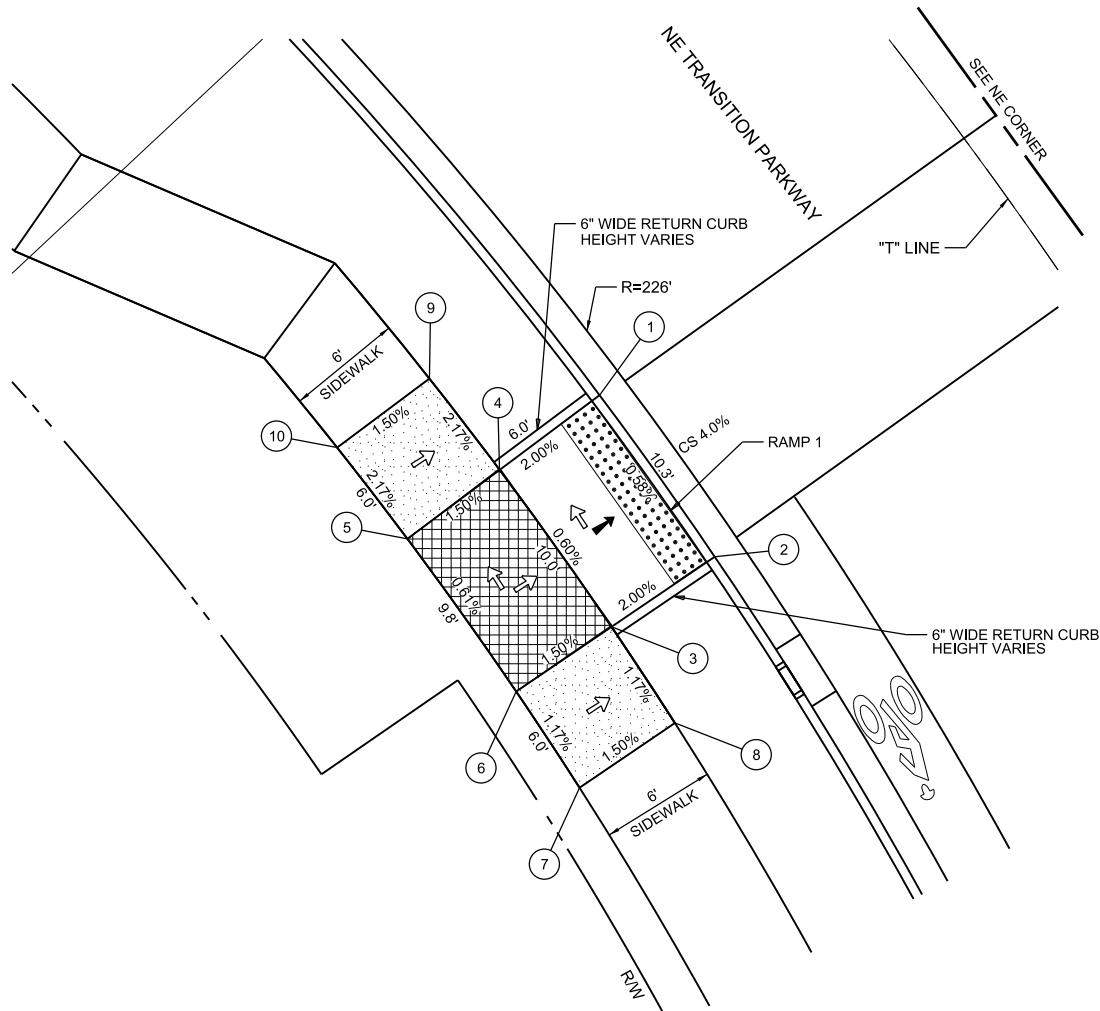 NE TRANSITION PARKWAY
SEE NE CORNER
"T" LINE
6" WIDE RETURN CURB
HEIGHT VARIES
R=226'
1
9
6'
SIDEWALK
4
6.0'
2.00%
CS 4.0%
10.3'
0.58%
RAMP 1
10
1.50%
2.17%
2.17%
6.0'
1.50%
5
0.60%
10.0'
2
0.61%
9.8'
2.00%
1.50%
3
6" WIDE RETURN CURB
HEIGHT VARIES
6
1.17%
1.17%
6.0'
1.50%
8
6'
SIDEWALK
7
R/W